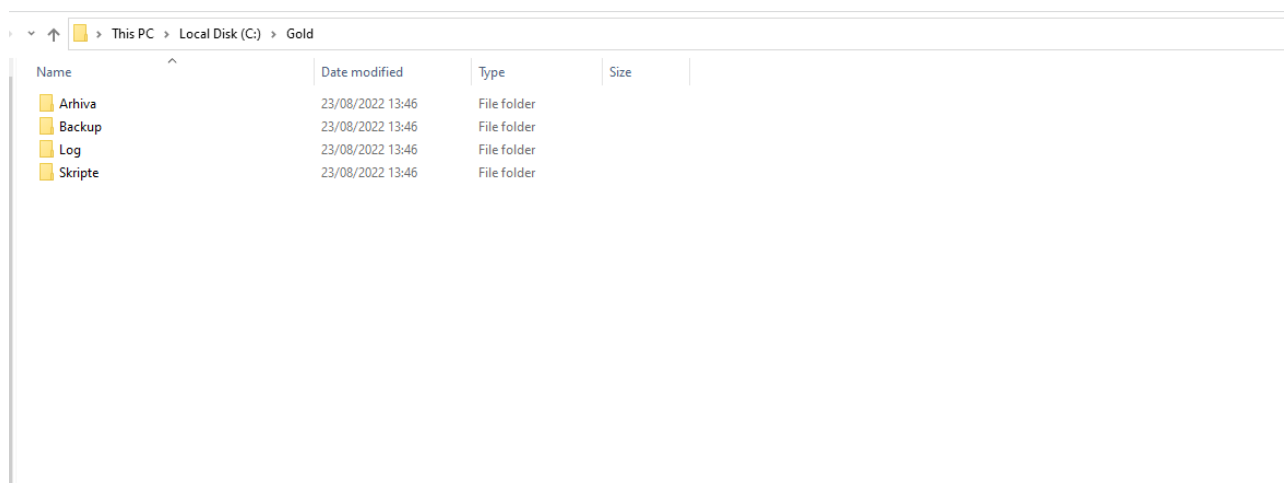 This PC > Local Disk (C:) > Gold
Name Date modified Type Size
Arhiva 23/08/2022 13:46 File folder
Backup 23/08/2022 13:46 File folder
Log 23/08/2022 13:46 File folder
Skripte 23/08/2022 13:46 File folder